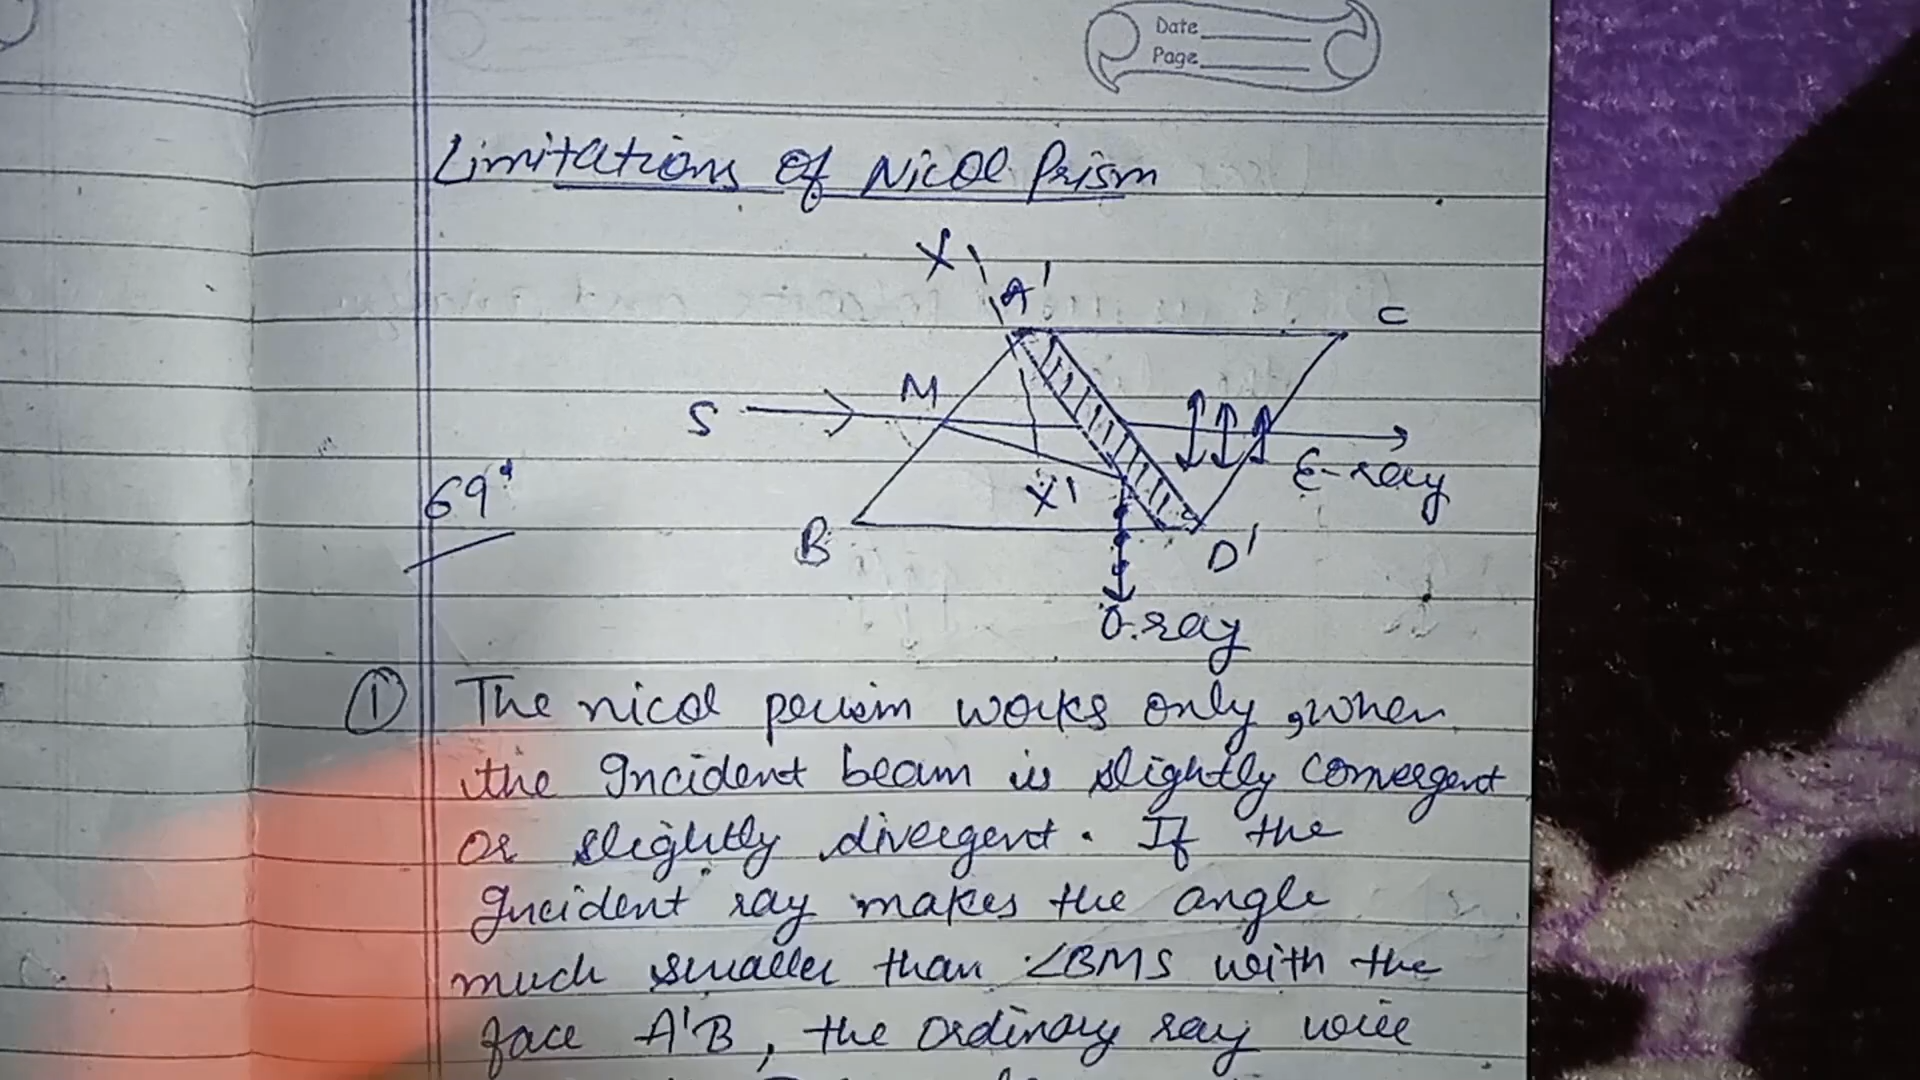 Date
Page
Limitations of Nicol Prism
X
A'
C
M
S
E-ray
69°
X'
B
D'
O.ray
① The nicol prism works only, when
the incident beam is slightly convergent
or slightly divergent. If the
incident ray makes the angle
much smaller than ∠BMS with the
face A'B, the ordinary ray will